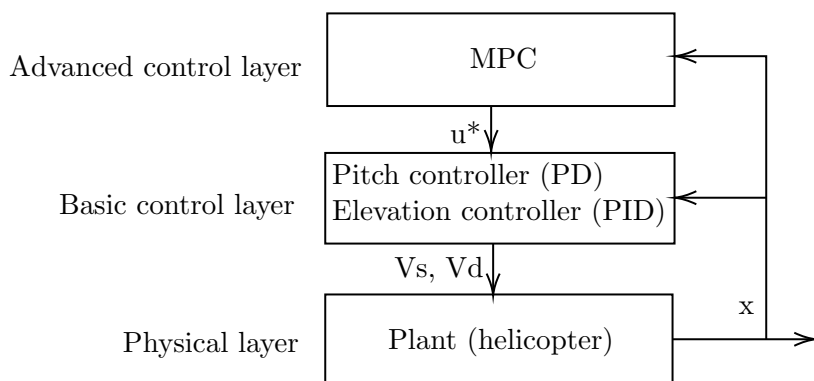 MPC
Advanced control layer
u*
Pitch controller (PD)
Basic control layer
Elevation controller (PID)
Vs, Vd
x
Physical layer
Plant (helicopter)